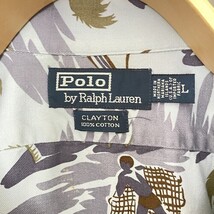 Polo
by Ralph Lauren
L
CLAYTON
100% COTTON